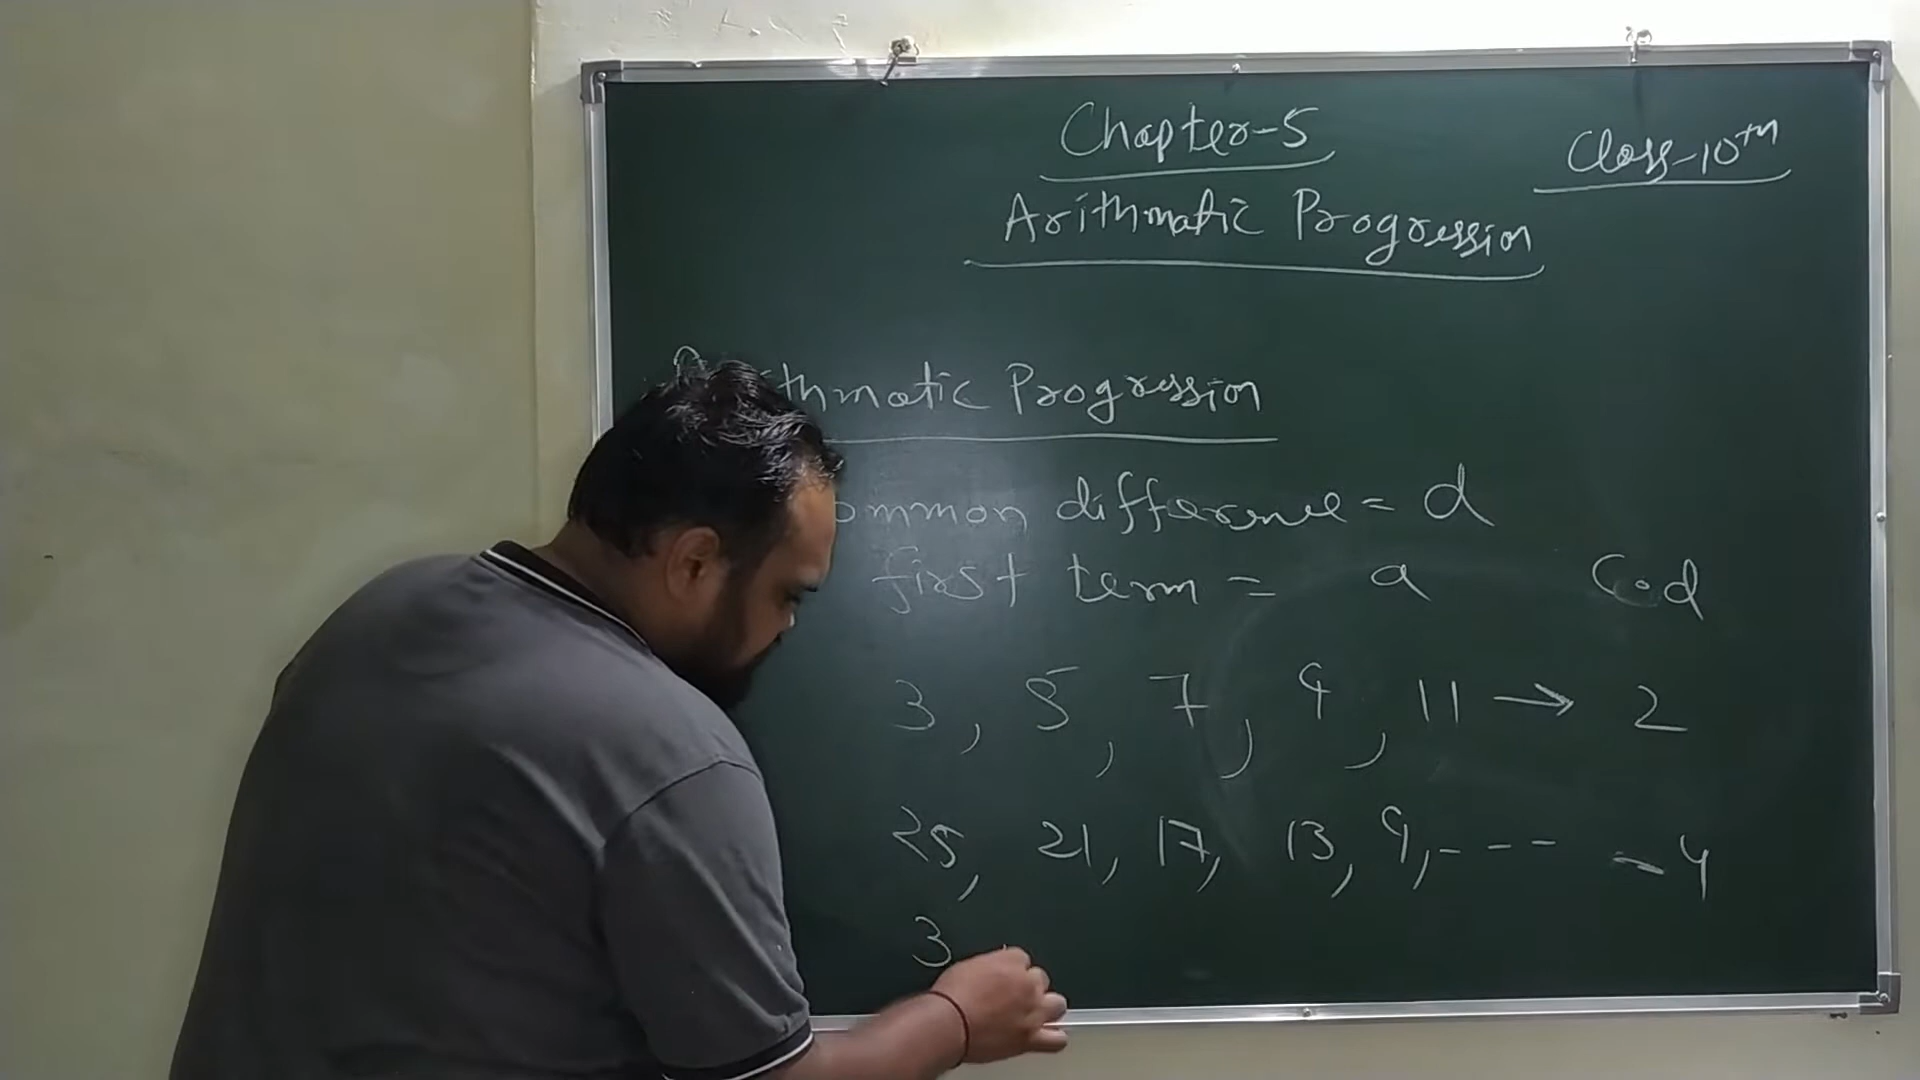 Chapter-5
Class-10th
Arithmatic Progression
Arithmatic Progression
ommon difference = d
first term = a
C.d
3, 5, 7, 9, 11 → 2
25, 21, 17, 13, 9, - - - -4
3